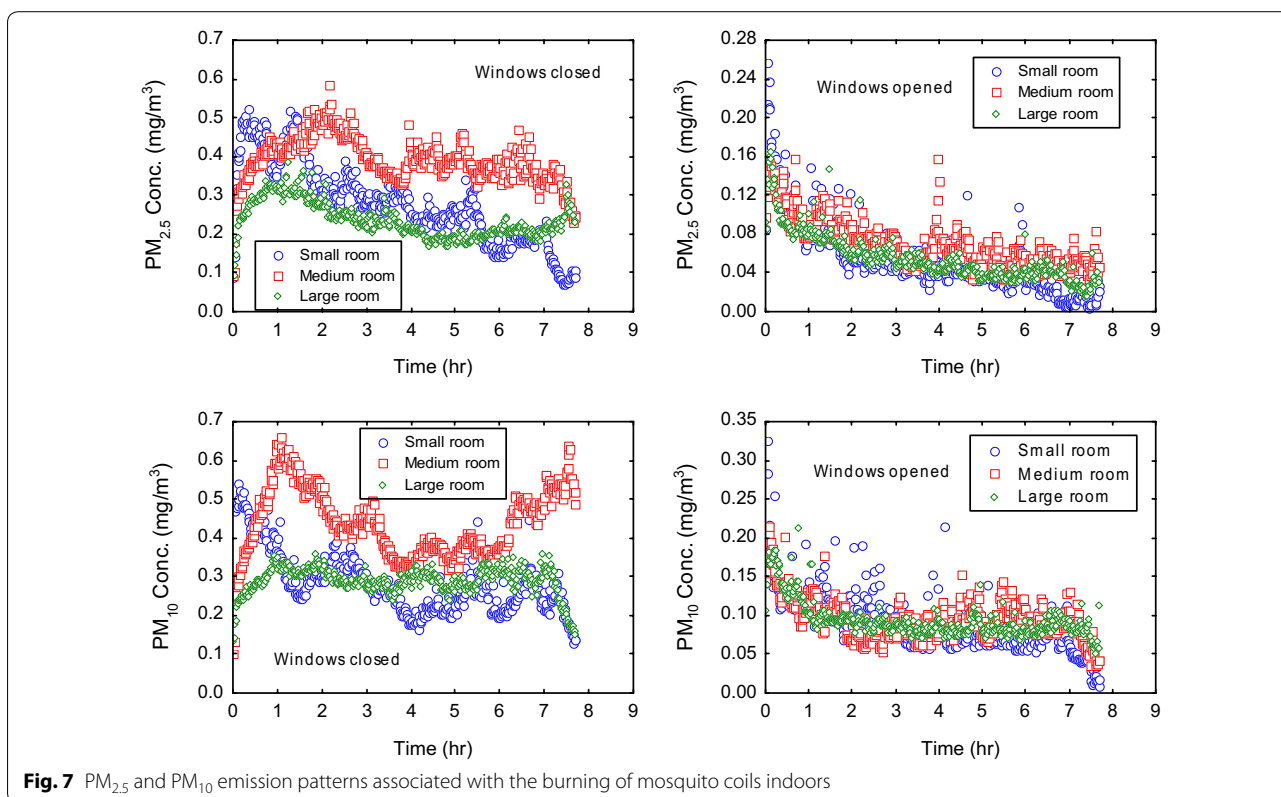 0.7
0.6
0.5
0.4
0.3
0.2
0.1
0.0
PM2.5 Conc. (mg/m³)
Windows closed
Small room
Medium room
Large room
0 1 2 3 4 5 6 7 8 9
Time (hr)
0.28
0.24
0.20
0.16
0.12
0.08
0.04
0.00
PM2.5 Conc. (mg/m³)
Windows opened
Small room
Medium room
Large room
0 1 2 3 4 5 6 7 8 9
Time (hr)
0.7
0.6
0.5
0.4
0.3
0.2
0.1
0.0
PM10 Conc. (mg/m³)
Small room
Medium room
Large room
Windows closed
0 1 2 3 4 5 6 7 8 9
Time (hr)
0.35
0.30
0.25
0.20
0.15
0.10
0.05
0.00
PM10 Conc. (mg/m³)
Windows opened
Small room
Medium room
Large room
0 1 2 3 4 5 6 7 8 9
Time (hr)
Fig. 7 PM2.5 and PM10 emission patterns associated with the burning of mosquito coils indoors